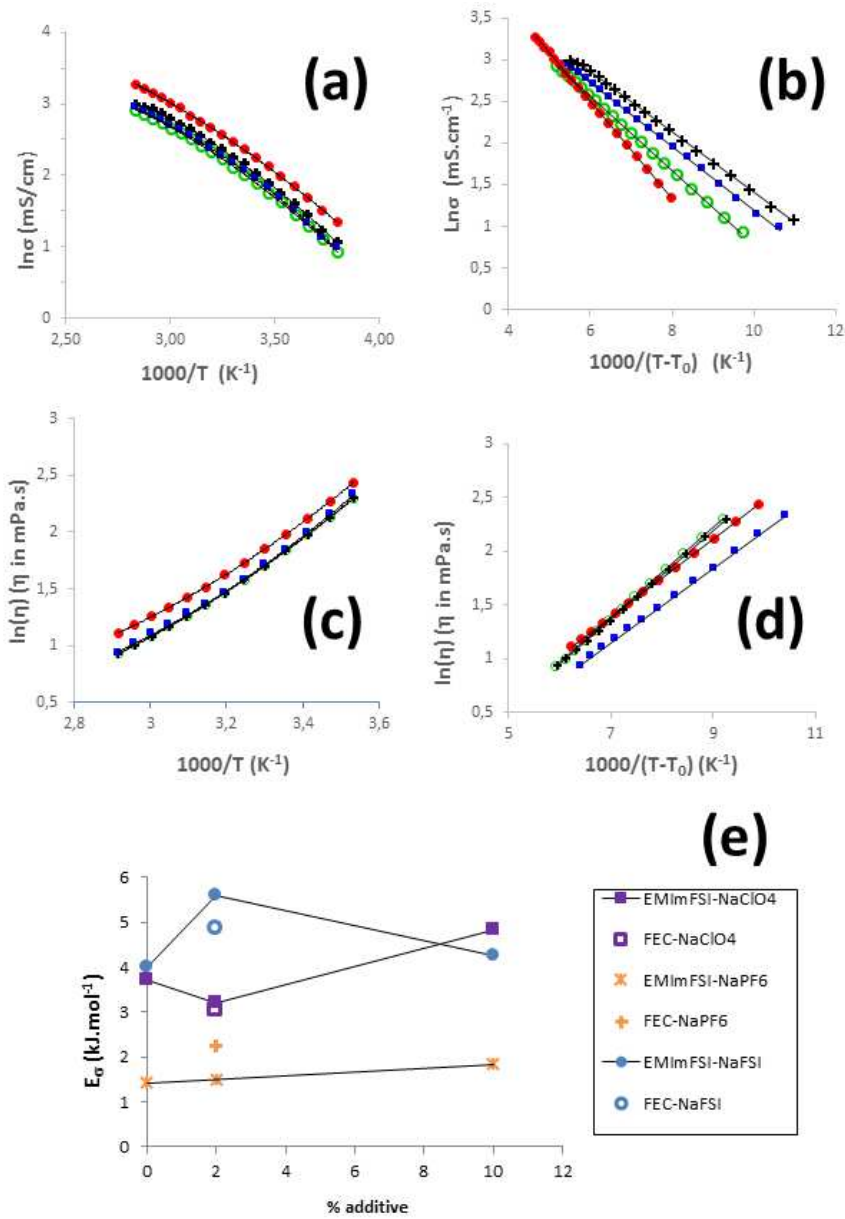 (a)
4
3
2
1
0
2,50
3,00
3,50
4,00
lnσ (mS/cm)
1000/T (K-1)
(b)
4
3,5
3
2,5
2
1,5
1
0,5
0
4
6
8
10
12
Lnσ (mS.cm-1)
1000/(T-T0) (K-1)
(c)
3
2,5
2
1,5
1
0,5
2,8
3
3,2
3,4
3,6
ln(η) (η in mPa.s)
1000/T (K-1)
(d)
3
2,5
2
1,5
1
0,5
5
7
9
11
ln(η) (η in mPa.s)
1000/(T-T0) (K-1)
(e)
6
5
4
3
2
1
0
0
2
4
6
8
10
12
Eσ (kJ.mol-1)
% additive
EMImFSI-NaClO4
FEC-NaClO4
EMImFSI-NaPF6
FEC-NaPF6
EMImFSI-NaFSI
FEC-NaFSI